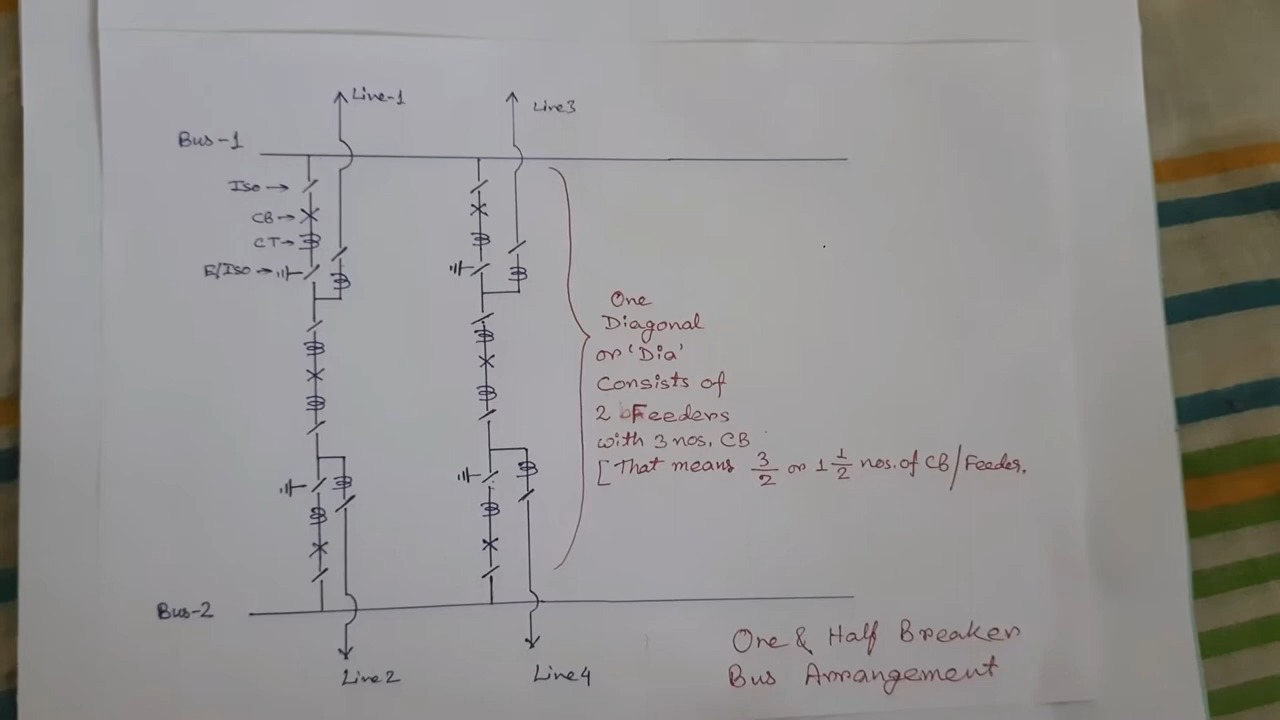 Line-1
Line3
Bus-1
Iso →
CB →
CT →
E/Iso →
One
Diagonal
or 'Dia'
Consists of
2 Feeders
with 3 nos. CB
[That means 3/2 or 1 1/2 nos. of CB/Feeder.
Bus-2
Line2
Line4
One & Half Breaker
Bus Arrangement